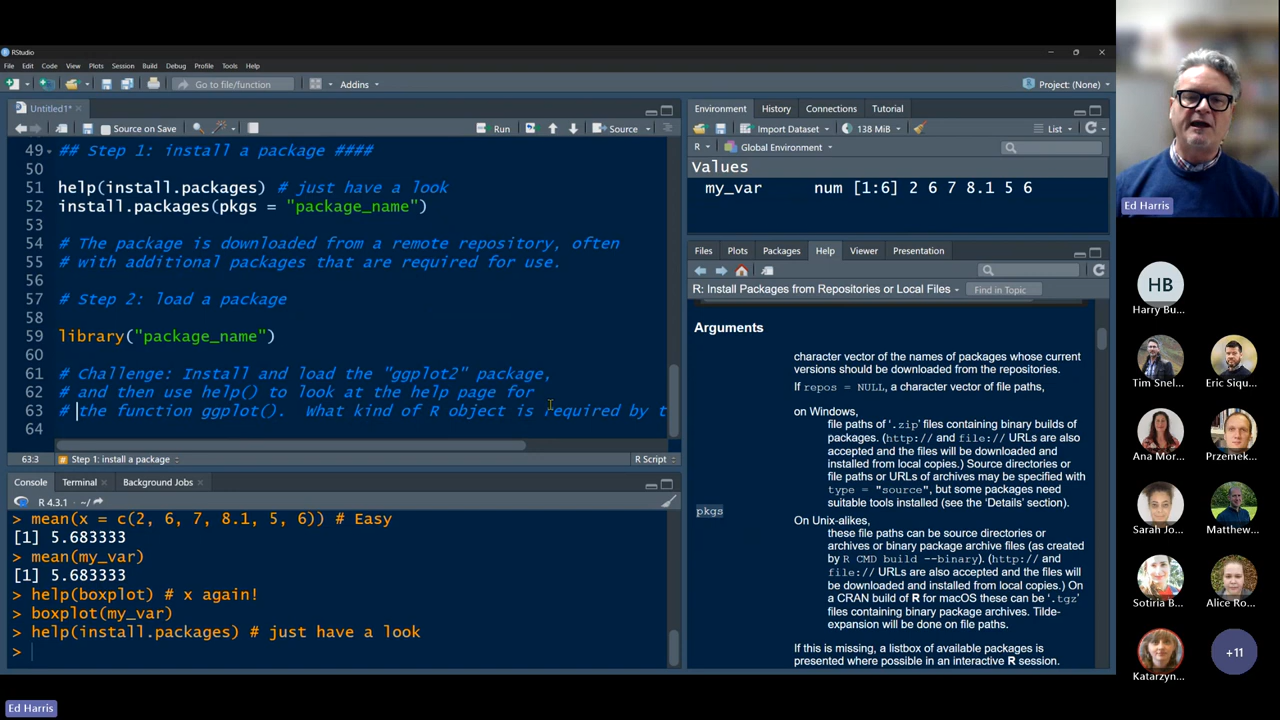 RStudio
File Edit Code View Plots Session Build Debug Profile Tools Help
Go to file/function
Addins
Project: (None)
Untitled1*
Source on Save
Run
Source
49 ## Step 1: install a package ####
50
51 help(install.packages) # just have a look
52 install.packages(pkgs = "package_name")
53
54 # The package is downloaded from a remote repository, often
55 # with additional packages that are required for use.
56
57 # Step 2: load a package
58
59 library("package_name")
60
61 # Challenge: Install and load the "ggplot2" package,
62 # and then use help() to look at the help page for
63 # the function ggplot(). What kind of R object is required by t
64
63:3 # Step 1: install a package
R Script
Console Terminal Background Jobs
R 4.3.1 · ~/
> mean(x = c(2, 6, 7, 8.1, 5, 6)) # Easy
[1] 5.683333
> mean(my_var)
[1] 5.683333
> help(boxplot) # x again!
> boxplot(my_var)
> help(install.packages) # just have a look
>
Environment History Connections Tutorial
Import Dataset
138 MiB
List
R Global Environment
Values
my_var num [1:6] 2 6 7 8.1 5 6
Files Plots Packages Help Viewer Presentation
R: Install Packages from Repositories or Local Files
Find in Topic
Arguments
pkgs
character vector of the names of packages whose current
versions should be downloaded from the repositories.
If repos = NULL, a character vector of file paths,
on Windows,
file paths of ‘.zip’ files containing binary builds of
packages. (http:// and file:// URLs are also
accepted and the files will be downloaded and
installed from local copies.) Source directories or
file paths or URLs of archives may be specified with
type = "source", but some packages need
suitable tools installed (see the ‘Details’ section).
On Unix-alikes,
these file paths can be source directories or
archives or binary package archive files (as created
by R CMD build --binary). (http:// and
file:// URLs are also accepted and the files will
be downloaded and installed from local copies.) On
a CRAN build of R for macOS these can be ‘.tgz’
files containing binary package archives. Tilde-
expansion will be done on file paths.
If this is missing, a listbox of available packages is
presented where possible in an interactive R session.
Ed Harris
HB
Harry Bu...
Tim Snel...
Eric Siqu...
Ana Mor...
Przemek...
Sarah Jo...
Matthew...
Sotiria B...
Alice Ro...
Katarzyn...
+11
Ed Harris